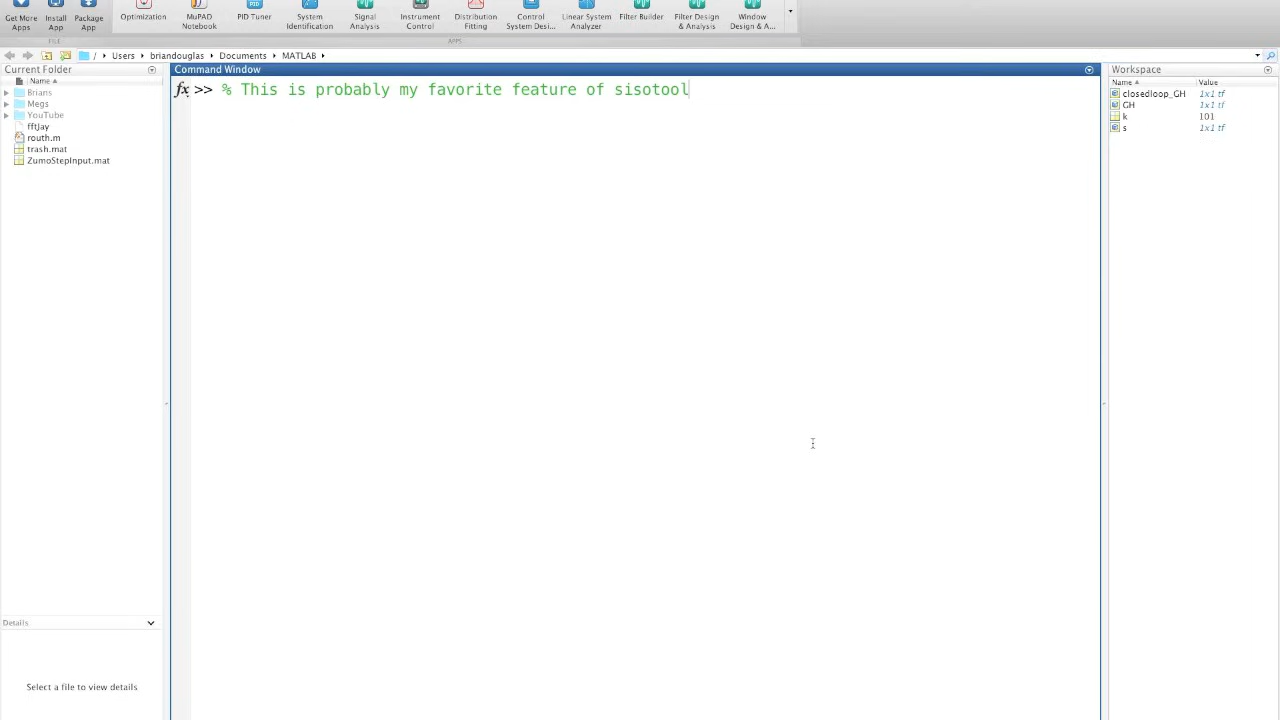 Get More Apps
Install App
Package App
Optimization
MuPAD Notebook
PID Tuner
System Identification
Signal Analysis
Instrument Control
Distribution Fitting
Control System Desi...
Linear System Analyzer
Filter Builder
Filter Design & Analysis
Window Design & A...
FILE
APPS
/ Users briandouglas Documents MATLAB
Current Folder
Name
Brians
Megs
YouTube
fftJay
routh.m
trash.mat
ZumoStepInput.mat
Details
Select a file to view details
Command Window
fx >> % This is probably my favorite feature of sisotool
Workspace
Name Value
closedloop_GH 1x1 tf
GH 1x1 tf
k 101
s 1x1 tf